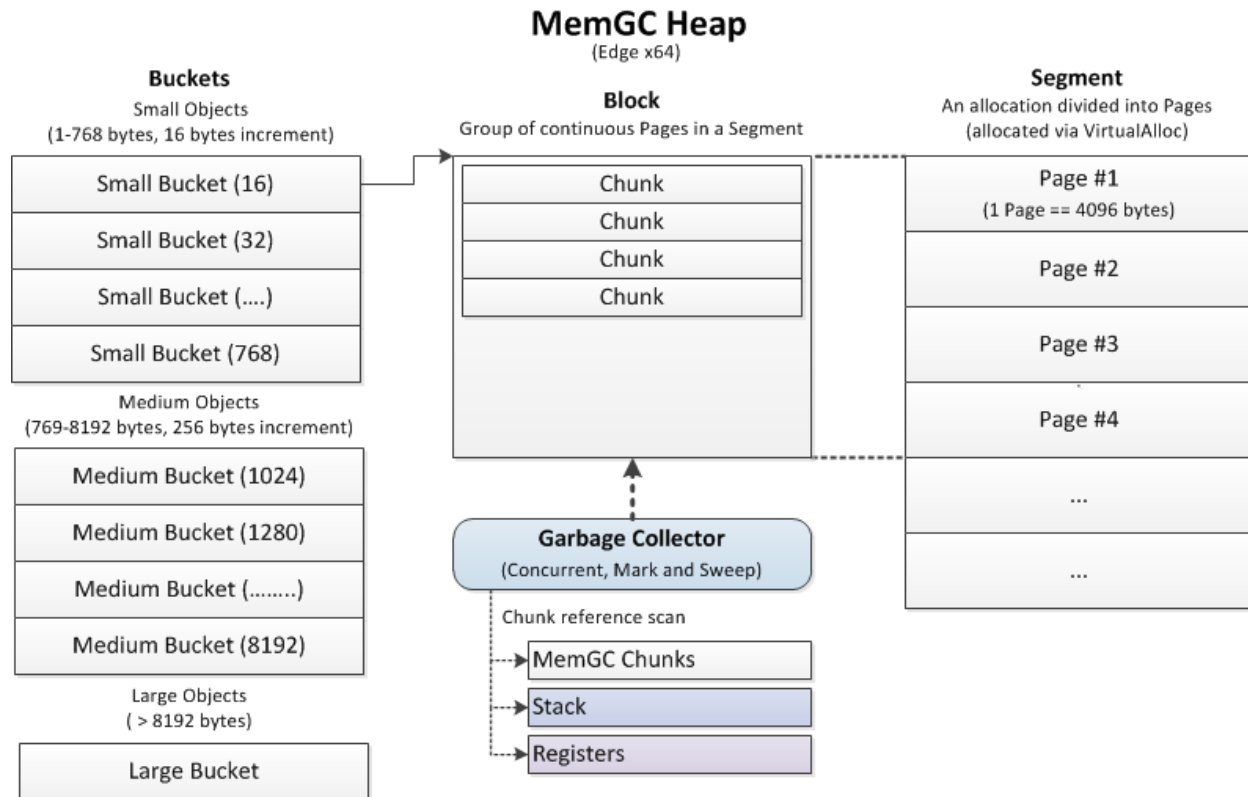 MemGC Heap
(Edge x64)
Buckets
Small Objects
(1-768 bytes, 16 bytes increment)
Small Bucket (16)
Small Bucket (32)
Small Bucket (....)
Small Bucket (768)
Medium Objects
(769-8192 bytes, 256 bytes increment)
Medium Bucket (1024)
Medium Bucket (1280)
Medium Bucket (........)
Medium Bucket (8192)
Large Objects
( > 8192 bytes)
Large Bucket
Block
Group of continuous Pages in a Segment
Chunk
Chunk
Chunk
Chunk
Garbage Collector
(Concurrent, Mark and Sweep)
Chunk reference scan
MemGC Chunks
Stack
Registers
Segment
An allocation divided into Pages
(allocated via VirtualAlloc)
Page #1
(1 Page == 4096 bytes)
Page #2
Page #3
Page #4
...
...